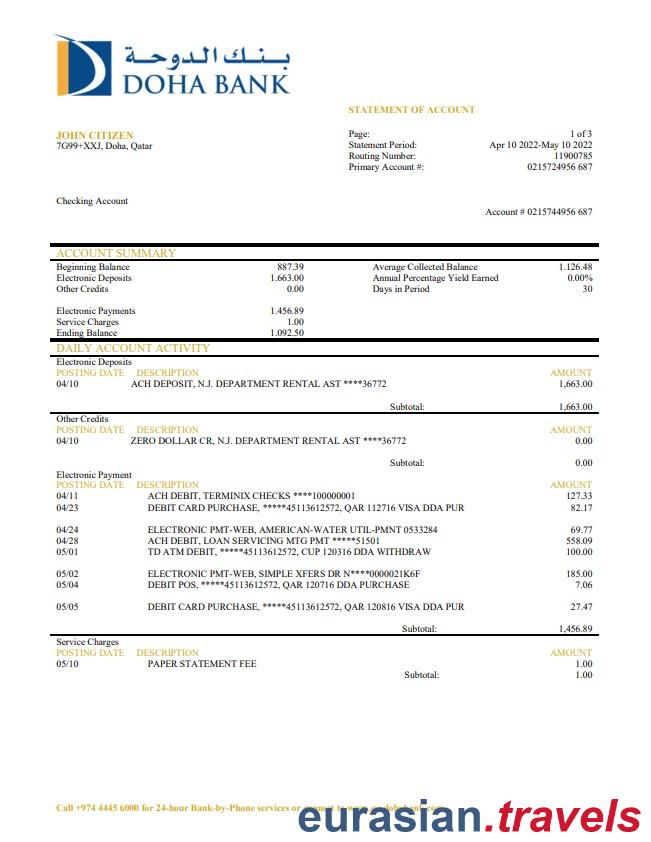 بنك الدوحة
DOHA BANK
STATEMENT OF ACCOUNT
JOHN CITIZEN
7G99+XXJ, Doha, Qatar
Page: 1 of 3
Statement Period: Apr 10 2022-May 10 2022
Routing Number: 11900785
Primary Account #: 0215724956 687
Checking Account
Account # 0215744956 687
ACCOUNT SUMMARY
Beginning Balance 887.39 Average Collected Balance 1.126.48
Electronic Deposits 1.663.00 Annual Percentage Yield Earned 0.00%
Other Credits 0.00 Days in Period 30
Electronic Payments 1.456.89
Service Charges 1.00
Ending Balance 1.092.50
DAILY ACCOUNT ACTIVITY
Electronic Deposits
POSTING DATE DESCRIPTION AMOUNT
04/10 ACH DEPOSIT, N.J. DEPARTMENT RENTAL AST ****36772 1,663.00
Subtotal: 1,663.00
Other Credits
POSTING DATE DESCRIPTION AMOUNT
04/10 ZERO DOLLAR CR, N.J. DEPARTMENT RENTAL AST ****36772 0.00
Subtotal: 0.00
Electronic Payment
POSTING DATE DESCRIPTION AMOUNT
04/11 ACH DEBIT, TERMINIX CHECKS ****100000001 127.33
04/23 DEBIT CARD PURCHASE, *****45113612572, QAR 112716 VISA DDA PUR 82.17
04/24 ELECTRONIC PMT-WEB, AMERICAN-WATER UTIL-PMNT 0533284 69.77
04/28 ACH DEBIT, LOAN SERVICING MTG PMT *****51501 558.09
05/01 TD ATM DEBIT, *****45113612572, CUP 120316 DDA WITHDRAW 100.00
05/02 ELECTRONIC PMT-WEB, SIMPLE XFERS DR N****0000021K6F 185.00
05/04 DEBIT POS, *****45113612572, QAR 120716 DDA PURCHASE 7.06
05/05 DEBIT CARD PURCHASE, *****45113612572, QAR 120816 VISA DDA PUR 27.47
Subtotal: 1,456.89
Service Charges
POSTING DATE DESCRIPTION AMOUNT
05/10 PAPER STATEMENT FEE 1.00
Subtotal: 1.00
Call +974 4445 6000 for 24-hour Bank-by-Phone services or
eurasian.travels